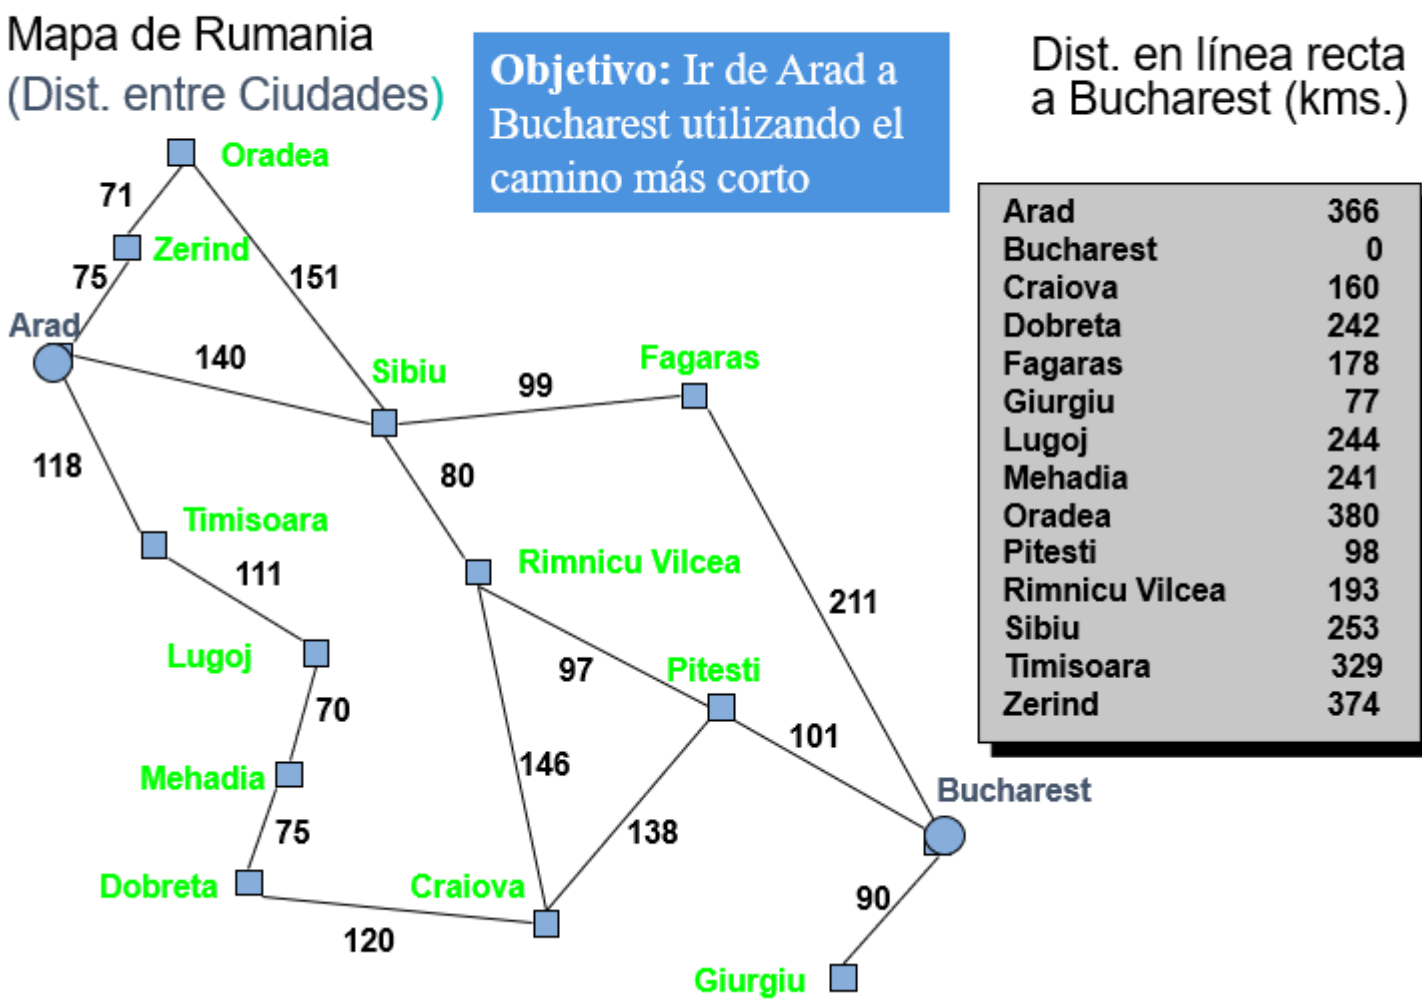 Mapa de Rumania
(Dist. entre Ciudades)
Objetivo: Ir de Arad a
Bucharest utilizando el
camino más corto
Dist. en línea recta
a Bucharest (kms.)
Oradea
71
Zerind
75
151
Arad
140
Sibiu
99
Fagaras
118
80
Timisoara
111
Rimnicu Vilcea
211
Lugoj
97
Pitesti
70
101
146
Mehadia
Bucharest
75
138
Dobreta
Craiova
90
120
Giurgiu
Arad 366
Bucharest 0
Craiova 160
Dobreta 242
Fagaras 178
Giurgiu 77
Lugoj 244
Mehadia 241
Oradea 380
Pitesti 98
Rimnicu Vilcea 193
Sibiu 253
Timisoara 329
Zerind 374